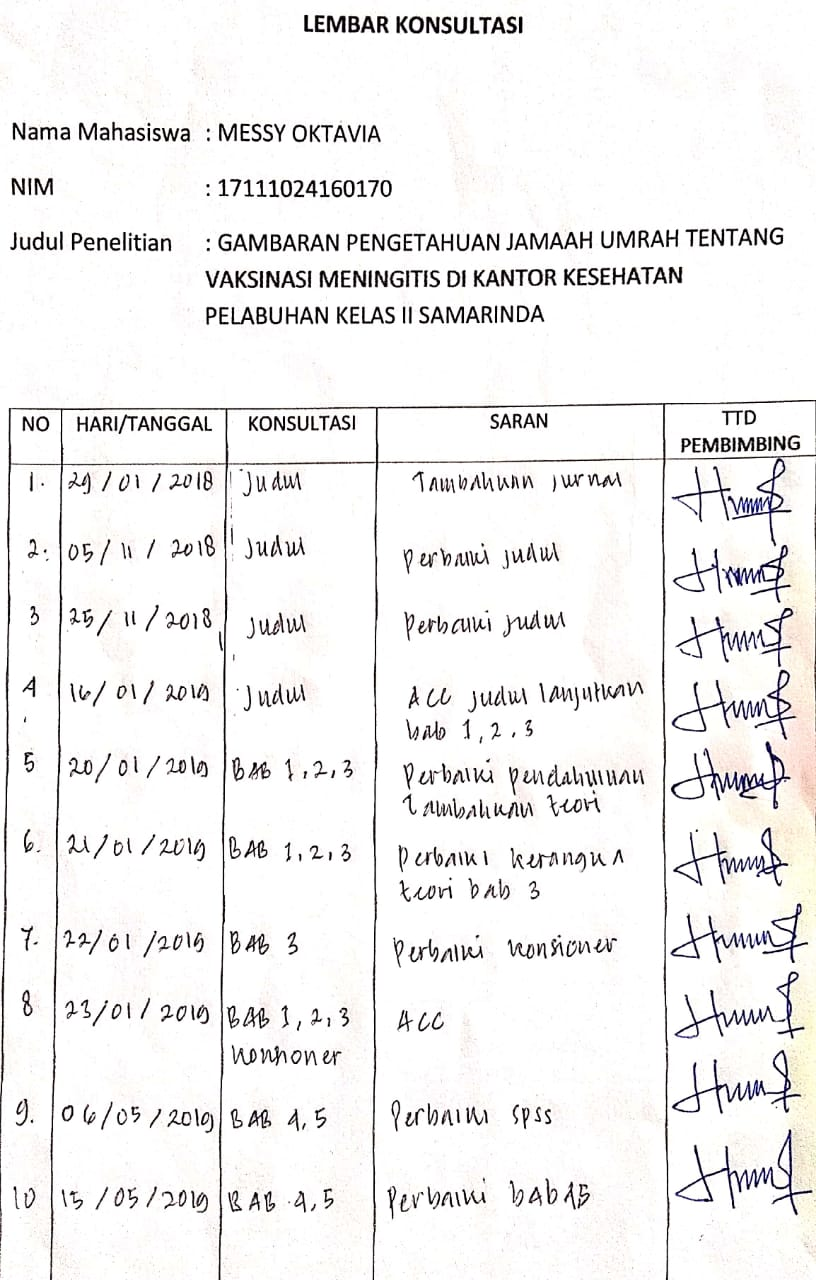 LEMBAR KONSULTASI
Nama Mahasiswa : MESSY OKTAVIA
NIM : 17111024160170
Judul Penelitian : GAMBARAN PENGETAHUAN JAMAAH UMRAH TENTANG
VAKSINASI MENINGITIS DI KANTOR KESEHATAN
PELABUHAN KELAS II SAMARINDA
NO HARI/TANGGAL KONSULTASI SARAN TTD
PEMBIMBING
1. 29/01/2018 Judul Tambahkan jurnal
2. 05/11/2018 Judul Perbaiki judul
3 25/11/2018 Judul Perbaiki judul
4 16/01/2019 Judul ACC judul lanjutkan
bab 1,2,3
5 20/01/2019 BAB 1,2,3 Perbaiki pendahuluan
Tambahkan teori
6. 21/01/2019 BAB 1,2,3 Perbaiki kerangka
teori bab 3
7. 22/01/2019 BAB 3 Perbaiki konsioner
8 23/01/2019 BAB 1,2,3 ACC
9. 06/05/2019 BAB 4,5 Perbaiki spss
10 15/05/2019 BAB 4,5 Perbaiki bab 45